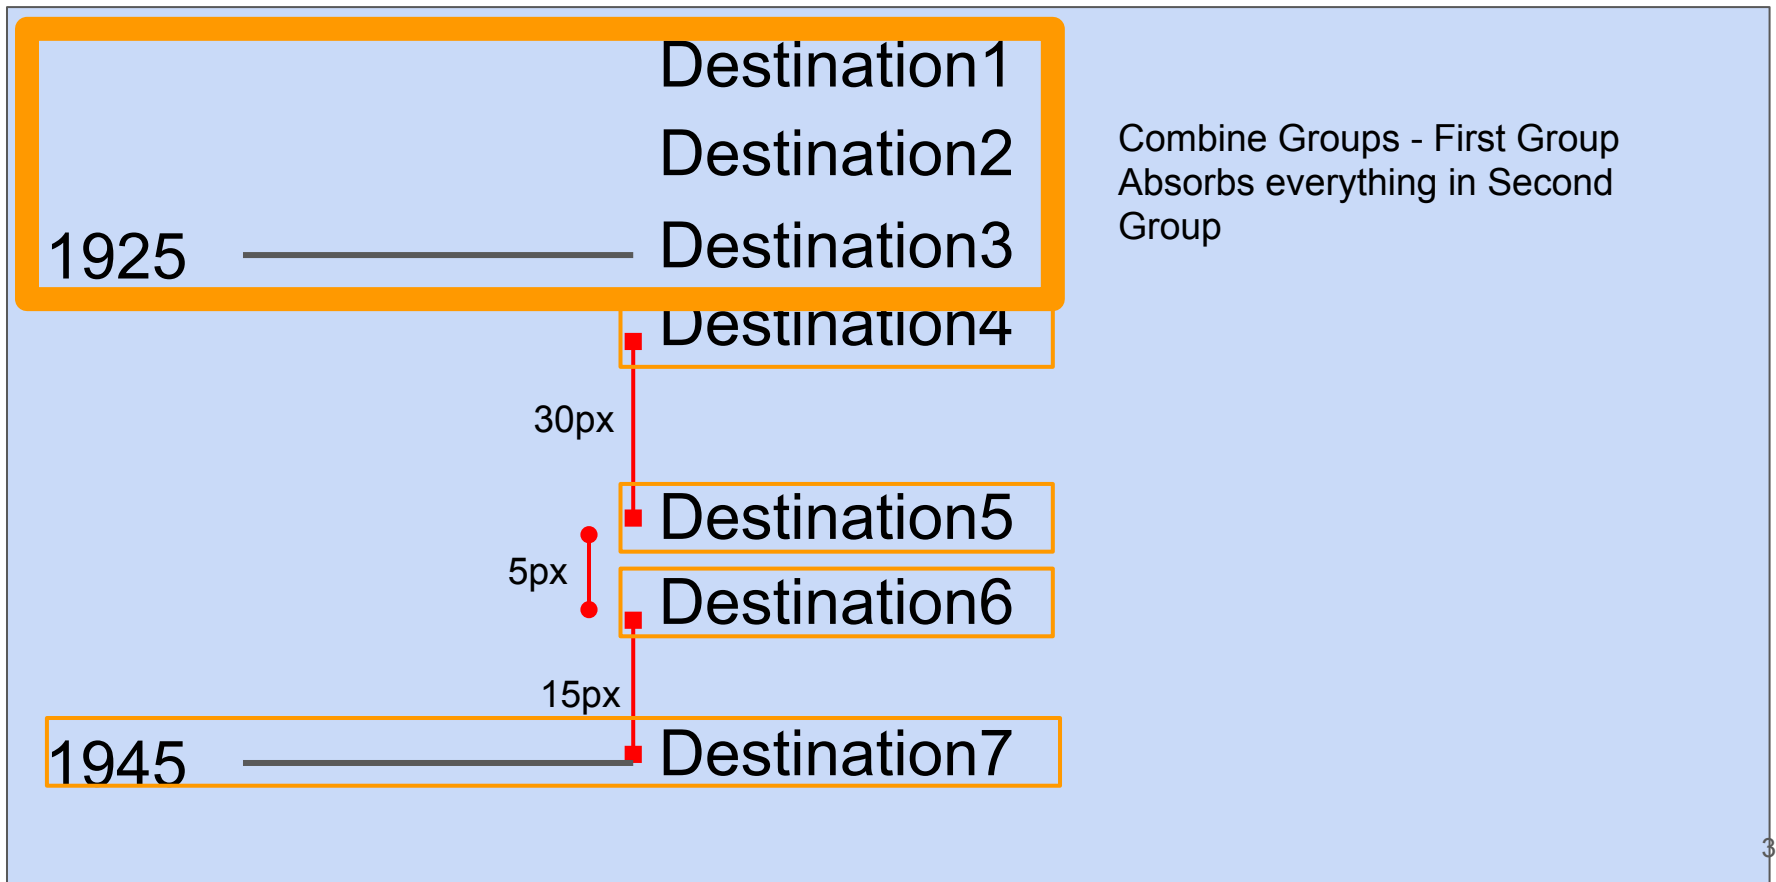 Destination1
Destination2
1925 Destination3
Destination4
30px
Destination5
5px
Destination6
15px
1945 Destination7
Combine Groups - First Group
Absorbs everything in Second
Group
3